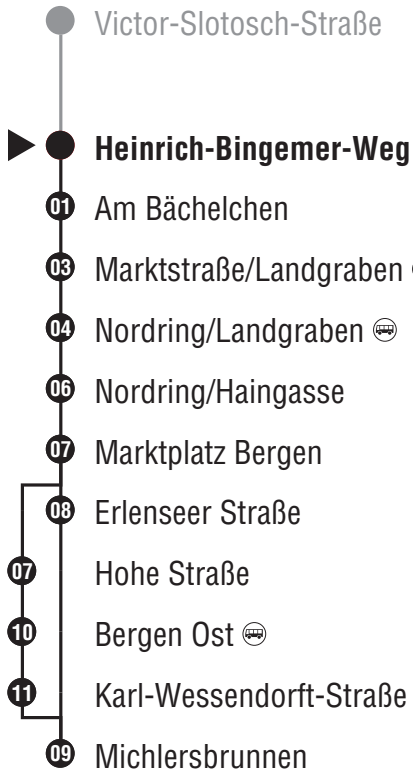 Victor-Slotosch-Straße
Heinrich-Bingemer-Weg
01 Am Bächelchen
03 Marktstraße/Landgraben
04 Nordring/Landgraben
06 Nordring/Haingasse
07 Marktplatz Bergen
08 Erlenseer Straße
07 Hohe Straße
10 Bergen Ost
11 Karl-Wessendorft-Straße
09 Michlersbrunnen